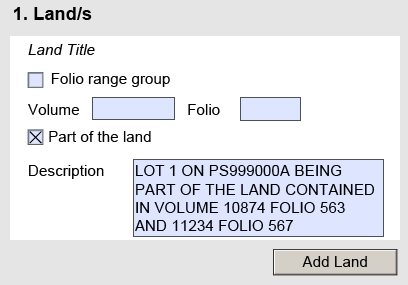 1. Land/s
Land Title
Folio range group
Volume Folio
Part of the land
Description
LOT 1 ON PS999000A BEING
PART OF THE LAND CONTAINED
IN VOLUME 10874 FOLIO 563
AND 11234 FOLIO 567
Add Land